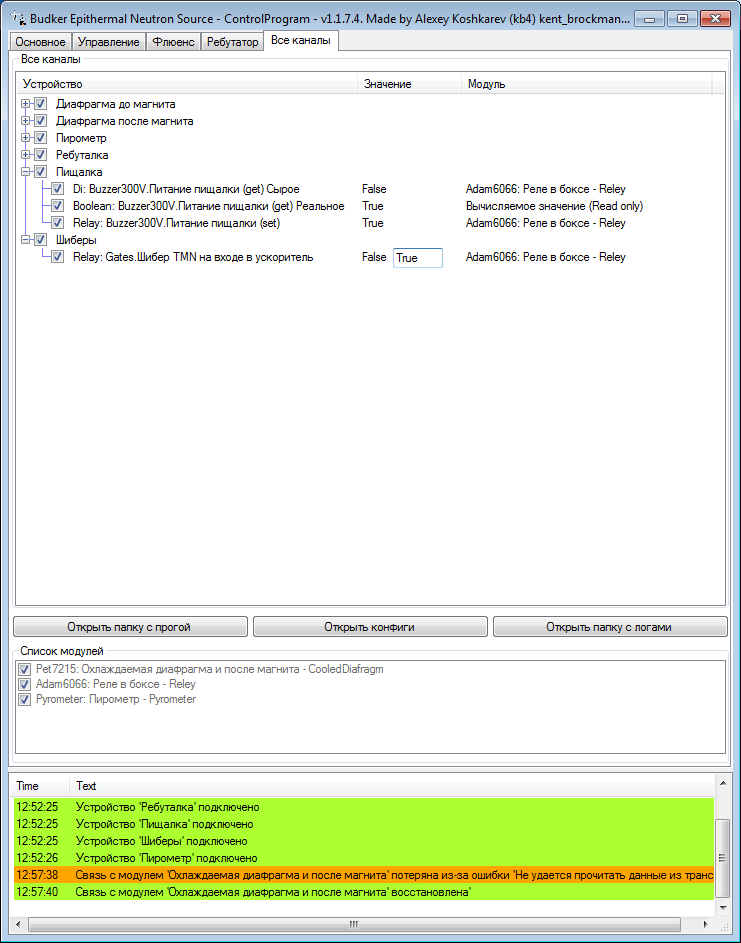 Budker Epithermal Neutron Source - ControlProgram - v1.1.7.4. Made by Alexey Koshkarev (kb4) kent_brockman...
Основное Управление Флюенс Ребутатор Все каналы
Все каналы
Устройство Значение Модуль
Диафрагма до магнита
Диафрагма после магнита
Пирометр
Ребуталка
Пищалка
Di: Buzzer300V.Питание пищалки (get) Сырое False Adam6066: Реле в боксе - Reley
Boolean: Buzzer300V.Питание пищалки (get) Реальное True Вычисляемое значение (Read only)
Relay: Buzzer300V.Питание пищалки (set) True Adam6066: Реле в боксе - Reley
Шиберы
Relay: Gates.Шибер TMN на входе в ускоритель False True Adam6066: Реле в боксе - Reley
Открыть папку с прогой Открыть конфиги Открыть папку с логами
Список модулей
Pet7215: Охлаждаемая диафрагма и после магнита - CooledDiafragm
Adam6066: Реле в боксе - Reley
Pyrometer: Пирометр - Pyrometer
Time Text
12:52:25 Устройство 'Ребуталка' подключено
12:52:25 Устройство 'Пищалка' подключено
12:52:25 Устройство 'Шиберы' подключено
12:52:26 Устройство 'Пирометр' подключено
12:57:38 Связь с модулем 'Охлаждаемая диафрагма и после магнита' потеряна из-за ошибки 'Не удается прочитать данные из транс
12:57:40 Связь с модулем 'Охлаждаемая диафрагма и после магнита' восстановлена'